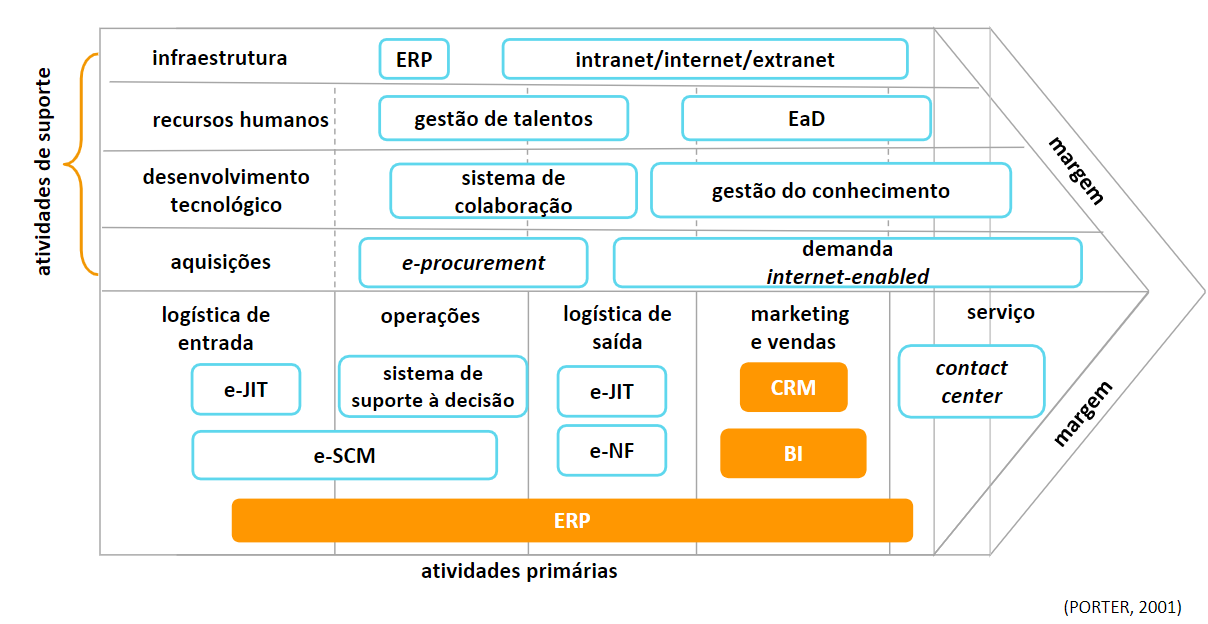 atividades de suporte
infraestrutura
ERP
intranet/internet/extranet
recursos humanos
gestão de talentos
EaD
desenvolvimento
tecnológico
sistema de
colaboração
gestão do conhecimento
aquisições
e-procurement
demanda
internet-enabled
margem
logística de
entrada
e-JIT
operações
sistema de
suporte à decisão
e-SCM
logística de
saída
e-JIT
e-NF
marketing
e vendas
CRM
BI
serviço
contact
center
ERP
margem
atividades primárias
(PORTER, 2001)